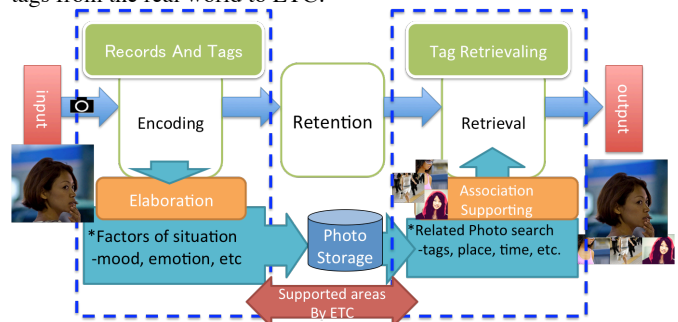 tags from the real world to ETC.
Records And Tags
Tag Retrievaling
input
Encoding
Retention
Retrieval
output
Elaboration
Association
Supporting
*Factors of situation
-mood, emotion, etc
Photo
Storage
*Related Photo search
-tags, place, time, etc.
Supported areas
By ETC